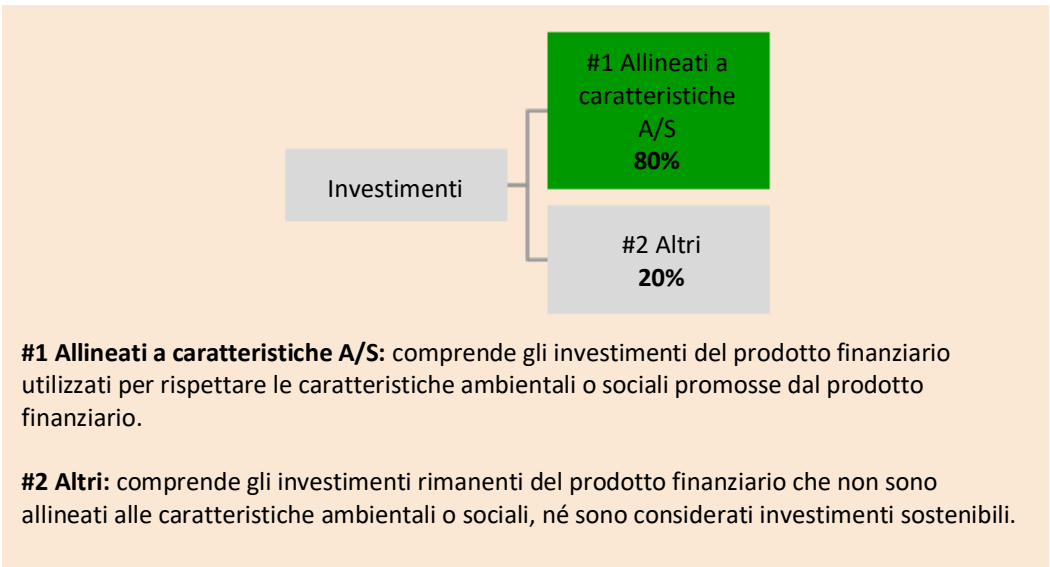 #1 Allineati a
caratteristiche
A/S
80%
Investimenti
#2 Altri
20%
#1 Allineati a caratteristiche A/S: comprende gli investimenti del prodotto finanziario
utilizzati per rispettare le caratteristiche ambientali o sociali promosse dal prodotto
finanziario.
#2 Altri: comprende gli investimenti rimanenti del prodotto finanziario che non sono
allineati alle caratteristiche ambientali o sociali, né sono considerati investimenti sostenibili.